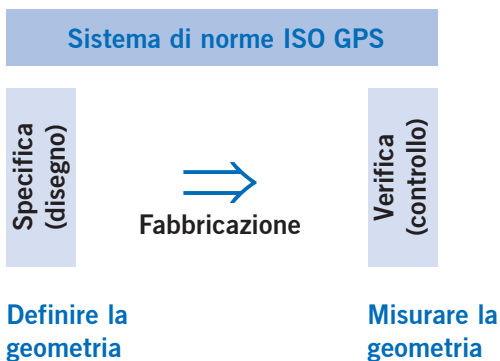 Sistema di norme ISO GPS
Specifica
(disegno)
Fabbricazione
Verifica
(controllo)
Definire la
geometria
Misurare la
geometria